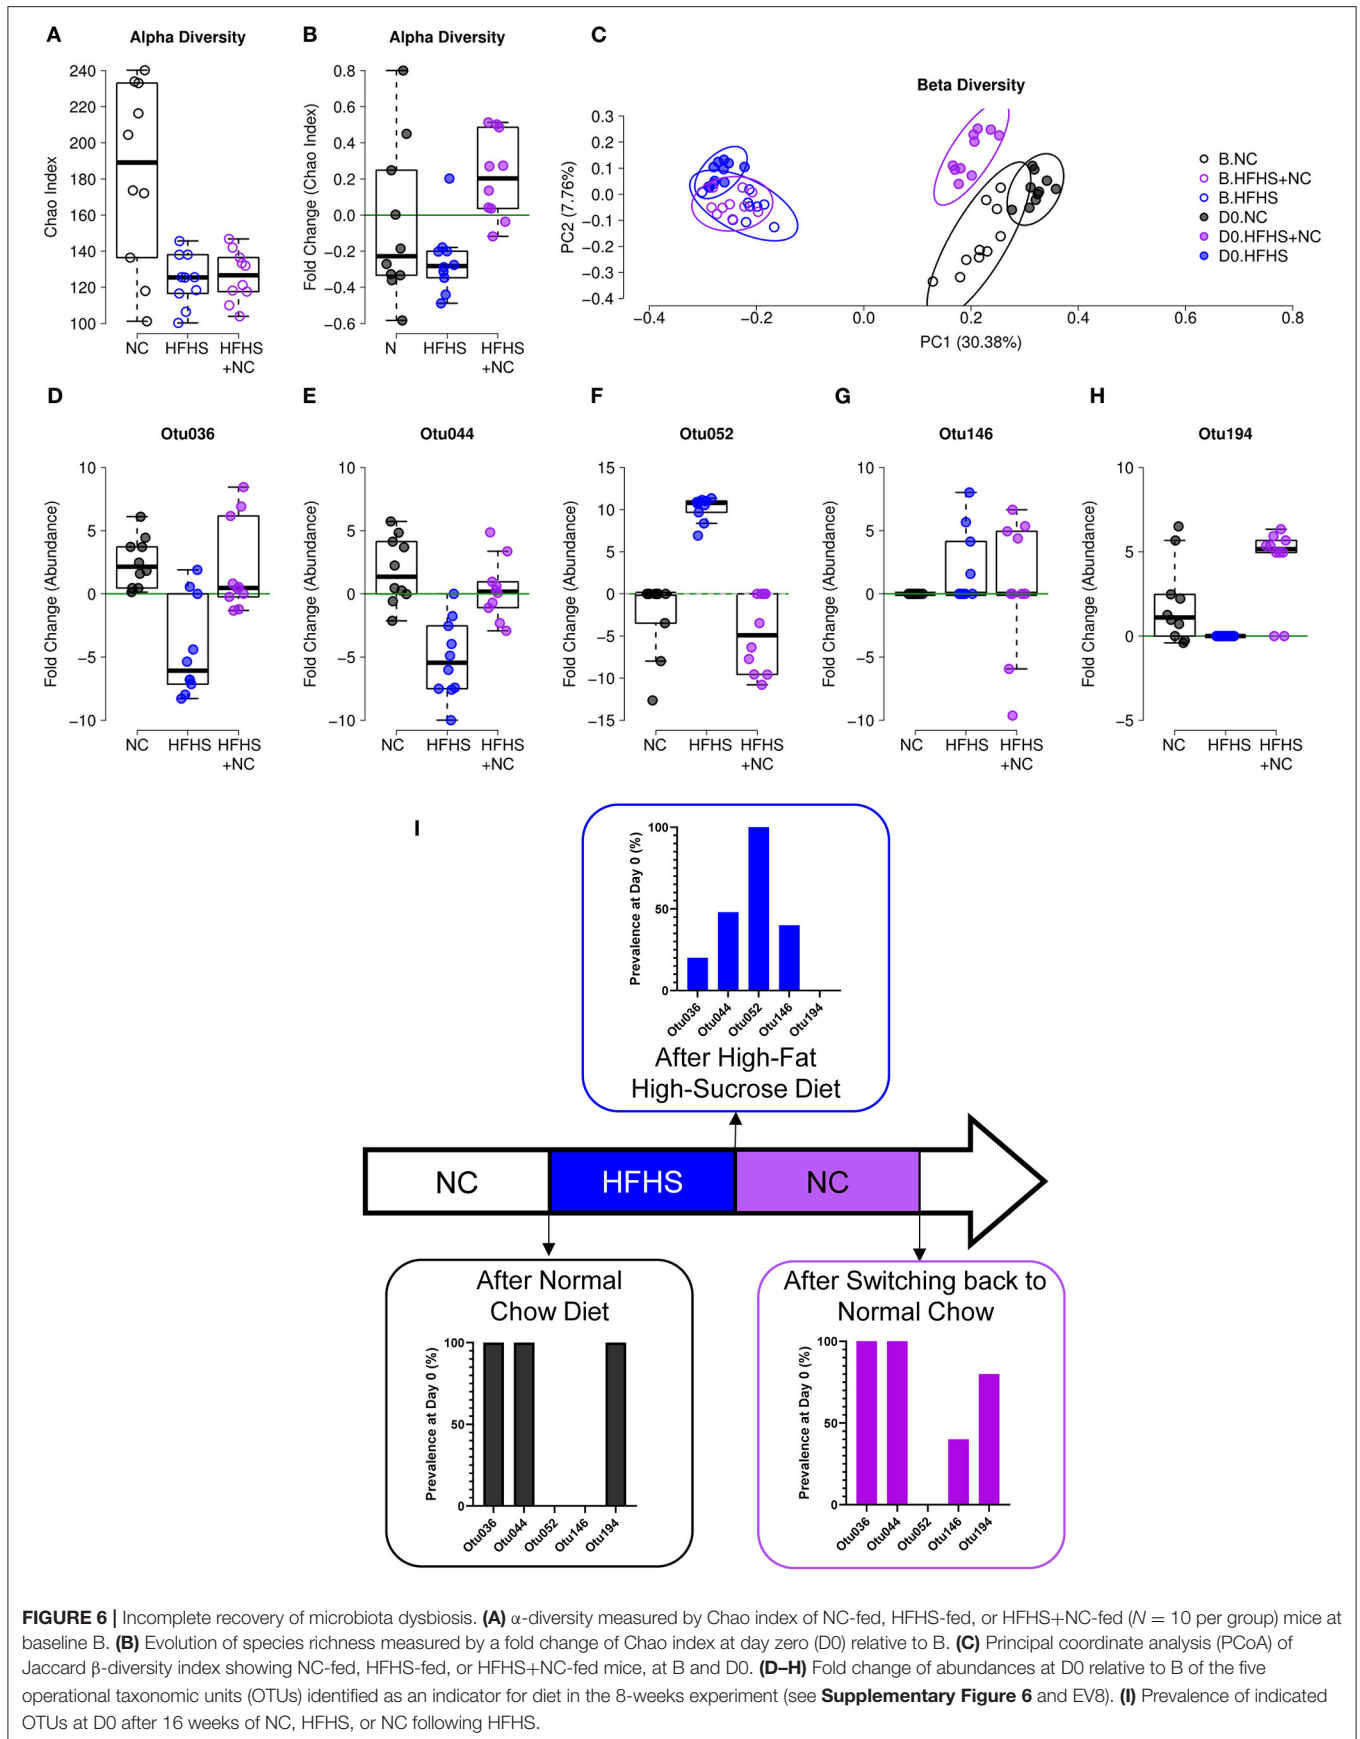 A
Alpha Diversity
Chao Index
240
220
200
180
160
140
120
100
NC
HFHS
HFHS
+NC
B
Alpha Diversity
Fold Change (Chao Index)
0.8
0.6
0.4
0.2
0.0
−0.2
−0.4
−0.6
N
HFHS
HFHS
+NC
C
Beta Diversity
PC2 (7.76%)
0.3
0.2
0.1
0.0
−0.1
−0.2
−0.3
−0.4
−0.4
−0.2
0.0
0.2
0.4
0.6
0.8
PC1 (30.38%)
B.NC
B.HFHS+NC
B.HFHS
D0.NC
D0.HFHS+NC
D0.HFHS
D
Otu036
Fold Change (Abundance)
10
5
0
−5
−10
NC
HFHS
HFHS
+NC
E
Otu044
Fold Change (Abundance)
10
5
0
−5
−10
NC
HFHS
HFHS
+NC
F
Otu052
Fold Change (Abundance)
15
10
5
0
−5
−10
−15
NC
HFHS
HFHS
+NC
G
Otu146
Fold Change (Abundance)
10
5
0
−5
−10
NC
HFHS
HFHS
+NC
H
Otu194
Fold Change (Abundance)
10
5
0
−5
NC
HFHS
HFHS
+NC
I
Prevalence at Day 0 (%)
100
50
0
Otu036
Otu044
Otu052
Otu146
Otu194
After High-Fat
High-Sucrose Diet
NC
HFHS
NC
After Normal
Chow Diet
Prevalence at Day 0 (%)
100
50
0
Otu036
Otu044
Otu052
Otu146
Otu194
After Switching back to
Normal Chow
Prevalence at Day 0 (%)
100
50
0
Otu036
Otu044
Otu052
Otu146
Otu194
FIGURE 6 | Incomplete recovery of microbiota dysbiosis. (A) α-diversity measured by Chao index of NC-fed, HFHS-fed, or HFHS+NC-fed (N = 10 per group) mice at
baseline B. (B) Evolution of species richness measured by a fold change of Chao index at day zero (D0) relative to B. (C) Principal coordinate analysis (PCoA) of
Jaccard β-diversity index showing NC-fed, HFHS-fed, or HFHS+NC-fed mice, at B and D0. (D–H) Fold change of abundances at D0 relative to B of the five
operational taxonomic units (OTUs) identified as an indicator for diet in the 8-weeks experiment (see Supplementary Figure 6 and EV8). (I) Prevalence of indicated
OTUs at D0 after 16 weeks of NC, HFHS, or NC following HFHS.